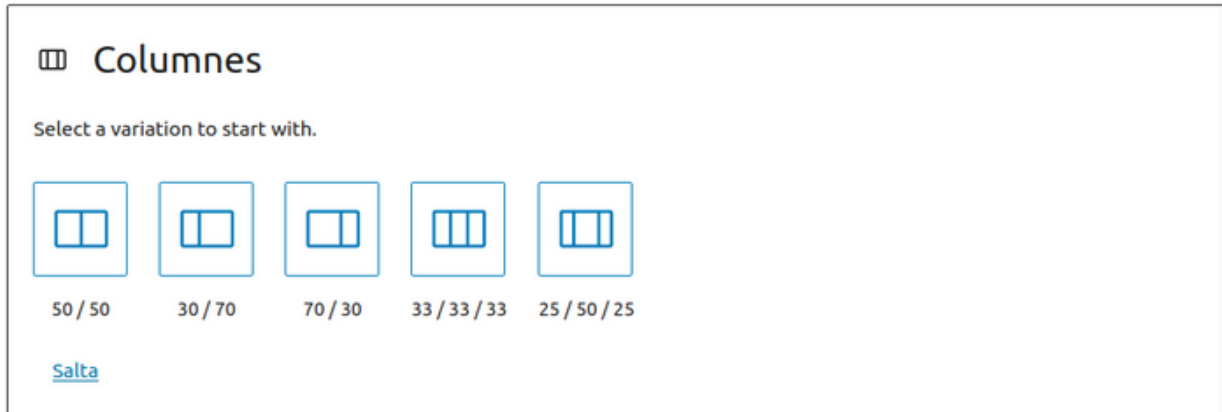 Columnes
Select a variation to start with.
50 / 50 30 / 70 70 / 30 33 / 33 / 33 25 / 50 / 25
Salta